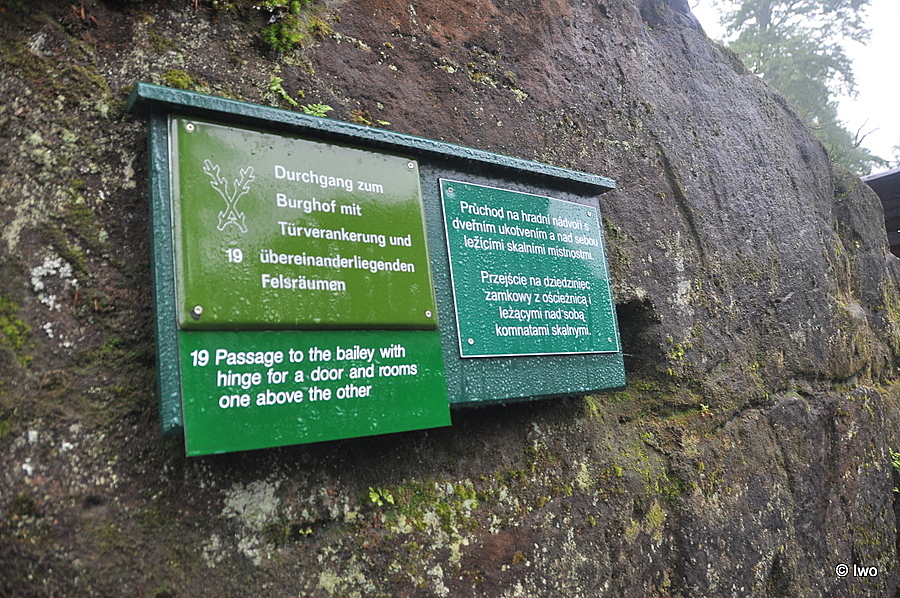 Durchgang zum
Burghof mit
Türverankerung und
19 übereinanderliegenden
Felsräumen
19 Passage to the bailey with
hinge for a door and rooms
one above the other
Průchod na hradní nádvoří s
dveřním ukotvením a nad sebou
ležícími skalními místnostmi.
Przejście na dziedziniec
zamkowy z ościeżnicą i
leżącymi nad sobą
komnatami skalnymi.
© Iwo